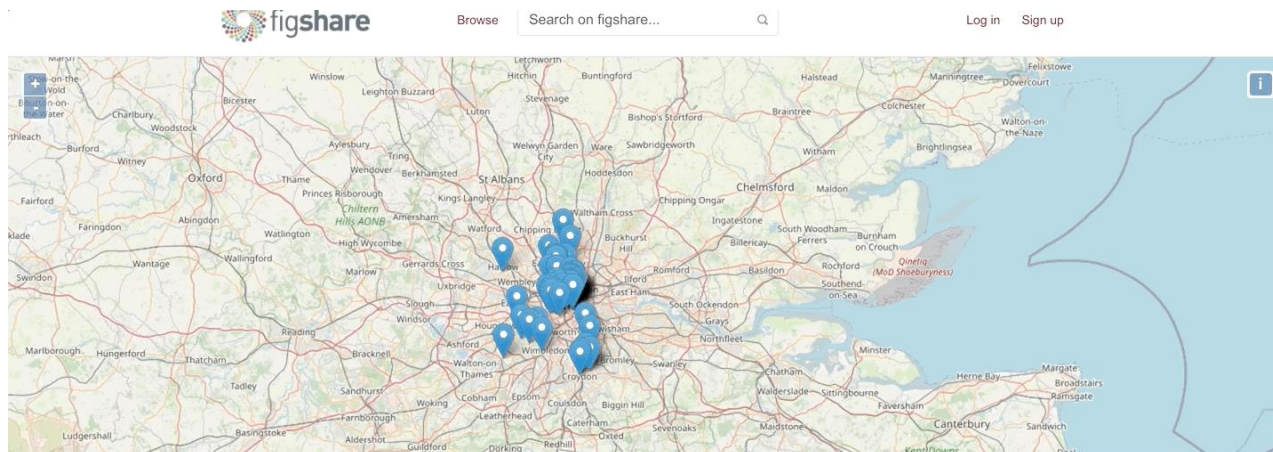 figshare
Browse
Search on figshare...
Log in
Sign up
+
-
i
Letchworth
Felixstowe
Winslow
Hitchin
Buntingford
Halstead
Manningtree
Dovercourt
Leighton Buzzard
Stevenage
Bicester
Luton
Bishop's Stortford
Braintree
Colchester
Charlbury
Woodstock
Walton-on-
the-Naze
Aylesbury
Welwyn Garden
City
Ware
Sawbridgeworth
Witham
Brightlingsea
Burford
Witney
Tring
Wendover
Berkhamsted
Hoddesdon
Oxford
Thame
St Albans
Chelmsford
Maldon
Princes Risborough
Kings Langley
Chipping Ongar
Fairford
Chiltern
Hills AONB
Amersham
Waltham Cross
Ingatestone
Abingdon
Watford
Chipping
Faringdon
Watlington
High Wycombe
Buckhurst
Hill
Billericay
South Woodham
Ferrers
Burnham
on Crouch
Wantage
Wallingford
Gerrards Cross
Marlow
Romford
Basildon
Rochford
Qinetiq
(MoD Shoeburyness)
Swindon
Uxbridge
Wembley
Ilford
East Ham
Southend-
on-Sea
Slough
South Ockendon
Windsor
Grays
Reading
Northfleet
Ashford
Marlborough
Hungerford
Thatcham
Bracknell
Wimbledon
Bromley
Swanley
Minster
Walton-on-
Thames
Croydon
Chatham
Herne Bay
Margate
Broadstairs
Ramsgate
Tadley
Sandhurst
Cobham
Epsom
Walderslade
Sittingbourne
Woking
Coulsdon
Biggin Hill
Faversham
Farnborough
Leatherhead
Caterham
Maidstone
Canterbury
Sandwich
Ludgershall
Basingstoke
Aldershot
Guildford
Dorking
Redhill
Oxted
Sevenoaks
Kent Downs